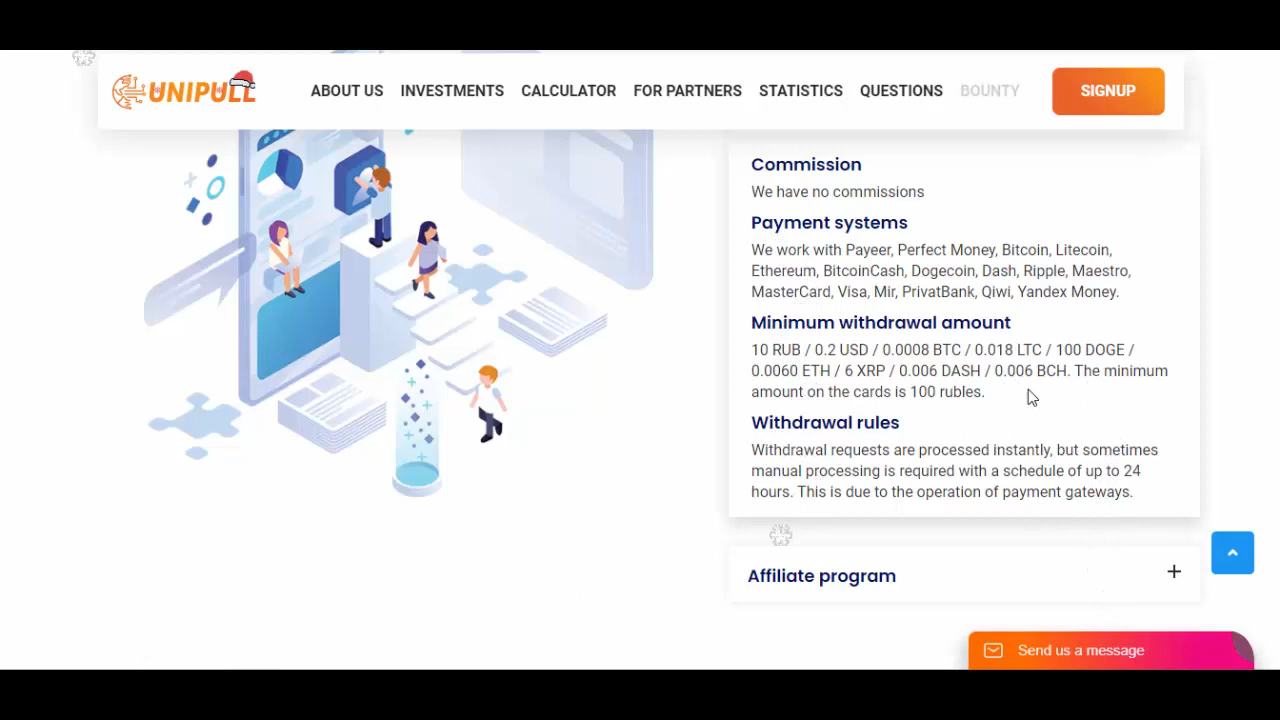 UNIPULL
ABOUT US
INVESTMENTS
CALCULATOR
FOR PARTNERS
STATISTICS
QUESTIONS
BOUNTY
SIGNUP
Commission
We have no commissions
Payment systems
We work with Payeer, Perfect Money, Bitcoin, Litecoin,
Ethereum, BitcoinCash, Dogecoin, Dash, Ripple, Maestro,
MasterCard, Visa, Mir, PrivatBank, Qiwi, Yandex Money.
Minimum withdrawal amount
10 RUB / 0.2 USD / 0.0008 BTC / 0.018 LTC / 100 DOGE /
0.0060 ETH / 6 XRP / 0.006 DASH / 0.006 BCH. The minimum
amount on the cards is 100 rubles.
Withdrawal rules
Withdrawal requests are processed instantly, but sometimes
manual processing is required with a schedule of up to 24
hours. This is due to the operation of payment gateways.
Affiliate program
Send us a message